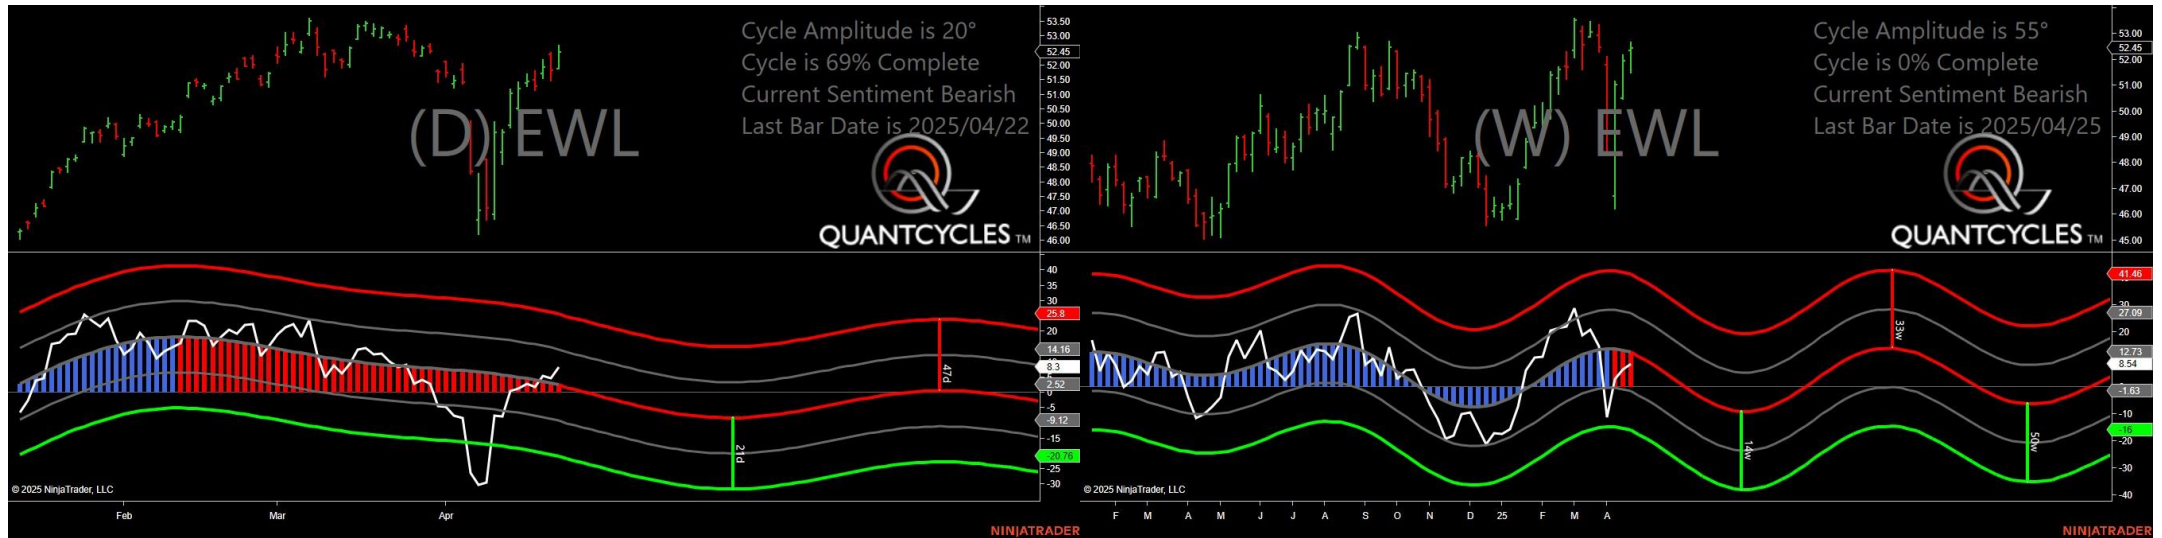 Cycle Amplitude is 20°
Cycle is 69% Complete
Current Sentiment Bearish
Last Bar Date is 2025/04/22
(D) EWL
QUANTCYCLES TM
53.50
53.00
52.45
52.00
51.50
51.00
50.50
50.00
49.50
49.00
48.50
48.00
47.50
47.00
46.50
46.00
40
35
30
25.8
20
14.16
8.3
2.52
0
-5
-9.12
-15
-20.76
-25
-30
47d
21d
© 2025 NinjaTrader, LLC
Feb Mar Apr
NINJATRADER
Cycle Amplitude is 55°
Cycle is 0% Complete
Current Sentiment Bearish
Last Bar Date is 2025/04/25
(W) EWL
QUANTCYCLES TM
53.00
52.45
52.00
51.00
50.00
49.00
48.00
47.00
46.00
45.00
41.46
30
27.09
20
12.73
8.54
-1.63
-10
-16
-20
-30
-40
33w
14w
50w
© 2025 NinjaTrader, LLC
F M A M J J A S O N D 25 F M A
NINJATRADER